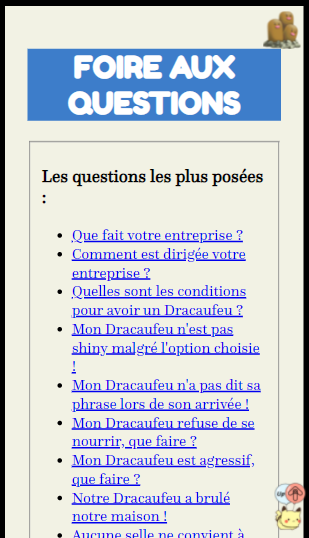 FOIRE AUX
QUESTIONS
Les questions les plus posées
:
Que fait votre entreprise ?
Comment est dirigée votre
entreprise ?
Quelles sont les conditions
pour avoir un Dracaufeu ?
Mon Dracaufeu n'est pas
shiny malgré l'option choisie
!
Mon Dracaufeu n'a pas dit sa
phrase lors de son arrivée !
Mon Dracaufeu refuse de se
nourrir, que faire ?
Mon Dracaufeu est agressif,
que faire ?
Notre Dracaufeu a brulé
notre maison !
Aucune selle ne convient à